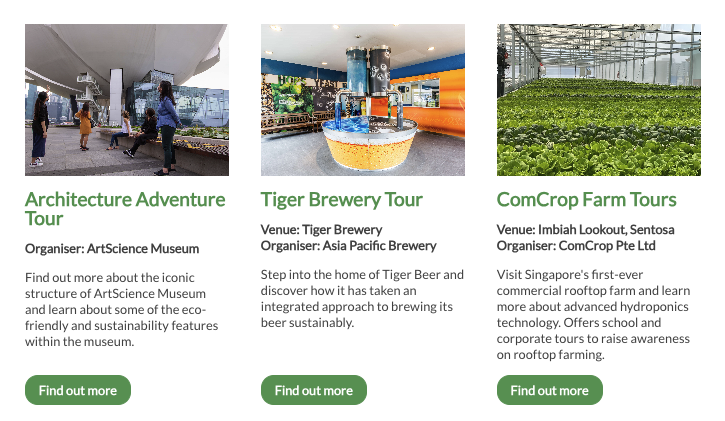 Architecture Adventure
Tour
Organiser: ArtScience Museum
Find out more about the iconic
structure of ArtScience Museum
and learn about some of the eco-
friendly and sustainability features
within the museum.
Find out more
Tiger Brewery Tour
Venue: Tiger Brewery
Organiser: Asia Pacific Brewery
Step into the home of Tiger Beer and
discover how it has taken an
integrated approach to brewing its
beer sustainably.
Find out more
ComCrop Farm Tours
Venue: Imbiah Lookout, Sentosa
Organiser: ComCrop Pte Ltd
Visit Singapore's first-ever
commercial rooftop farm and learn
more about advanced hydroponics
technology. Offers school and
corporate tours to raise awareness
on rooftop farming.
Find out more